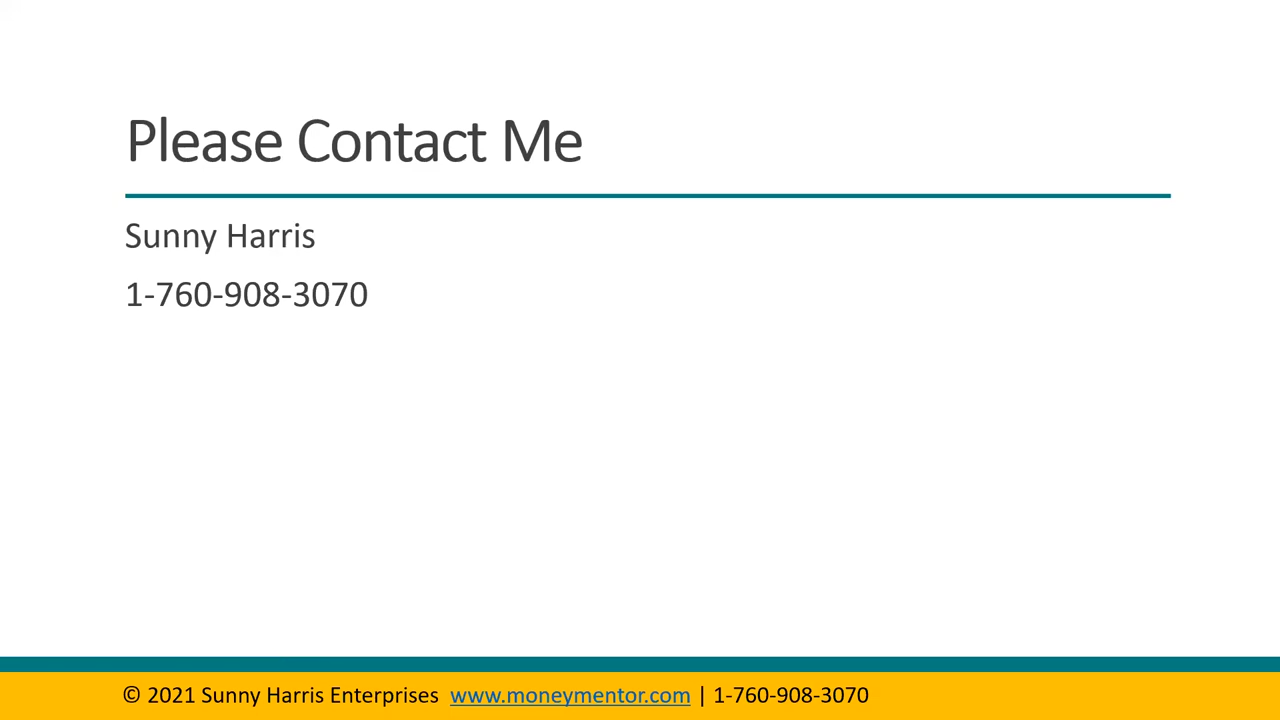 Please Contact Me
Sunny Harris
1-760-908-3070
© 2021 Sunny Harris Enterprises www.moneymentor.com | 1-760-908-3070